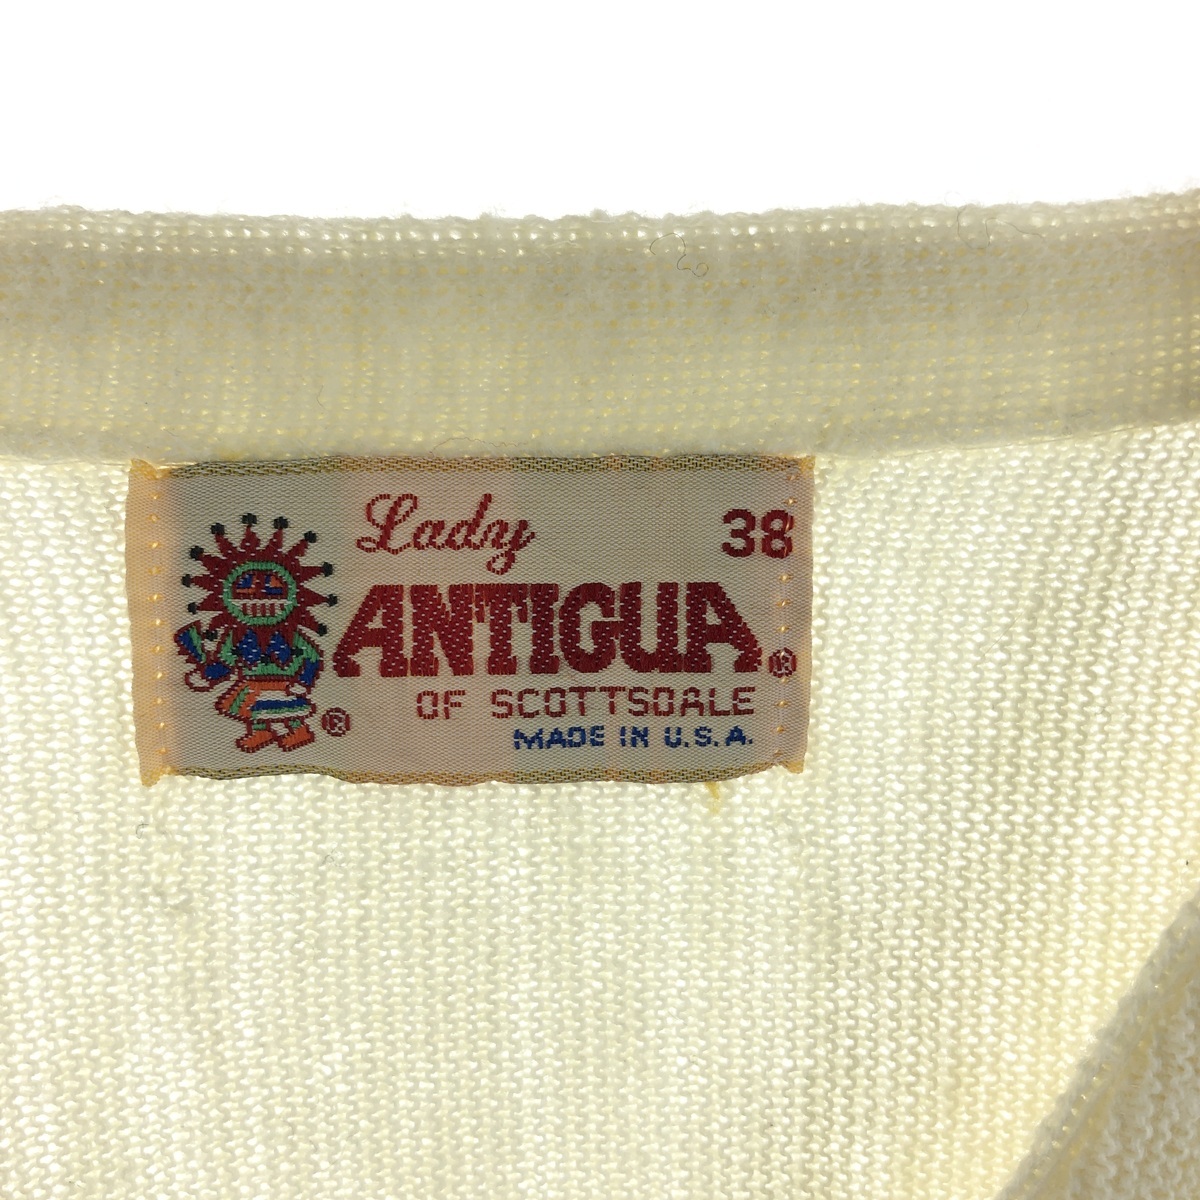 Lady 38
ANTIGUA®
®
OF SCOTTSDALE
MADE IN U.S.A.